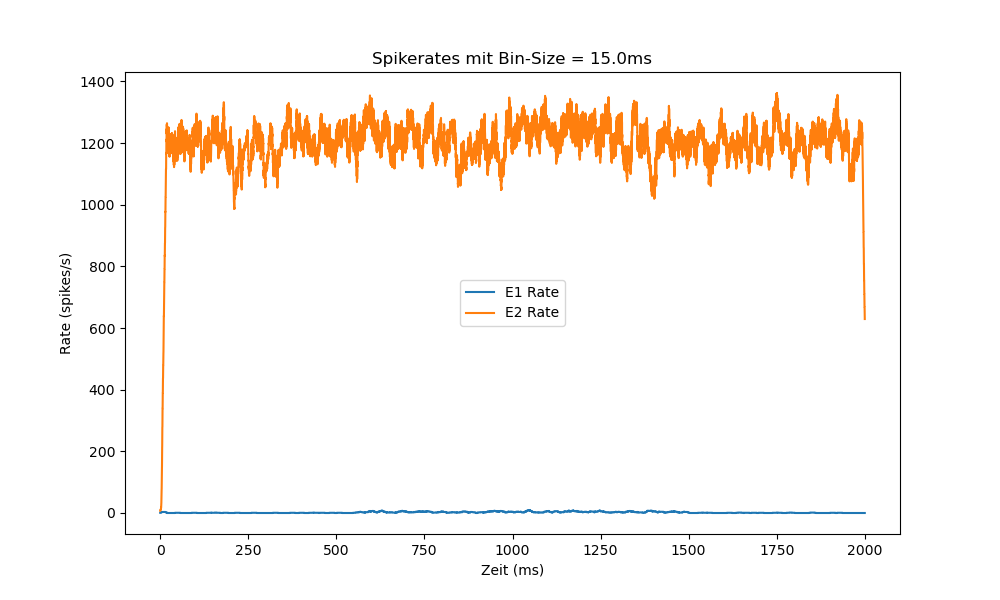 Spikerates mit Bin-Size = 15.0ms
1400
1200
1000
800
600
400
200
0
Rate (spikes/s)
E1 Rate
E2 Rate
0 250 500 750 1000 1250 1500 1750 2000
Zeit (ms)